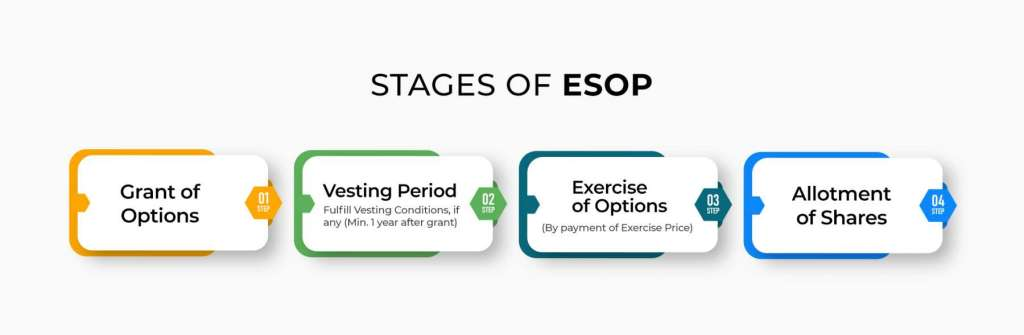 STAGES OF ESOP
Grant of
Options
01
STEP
Vesting Period
Fulfill Vesting Conditions, if
any (Min. 1 year after grant)
02
STEP
Exercise
of Options
(By payment of Exercise Price)
03
STEP
Allotment
of Shares
04
STEP